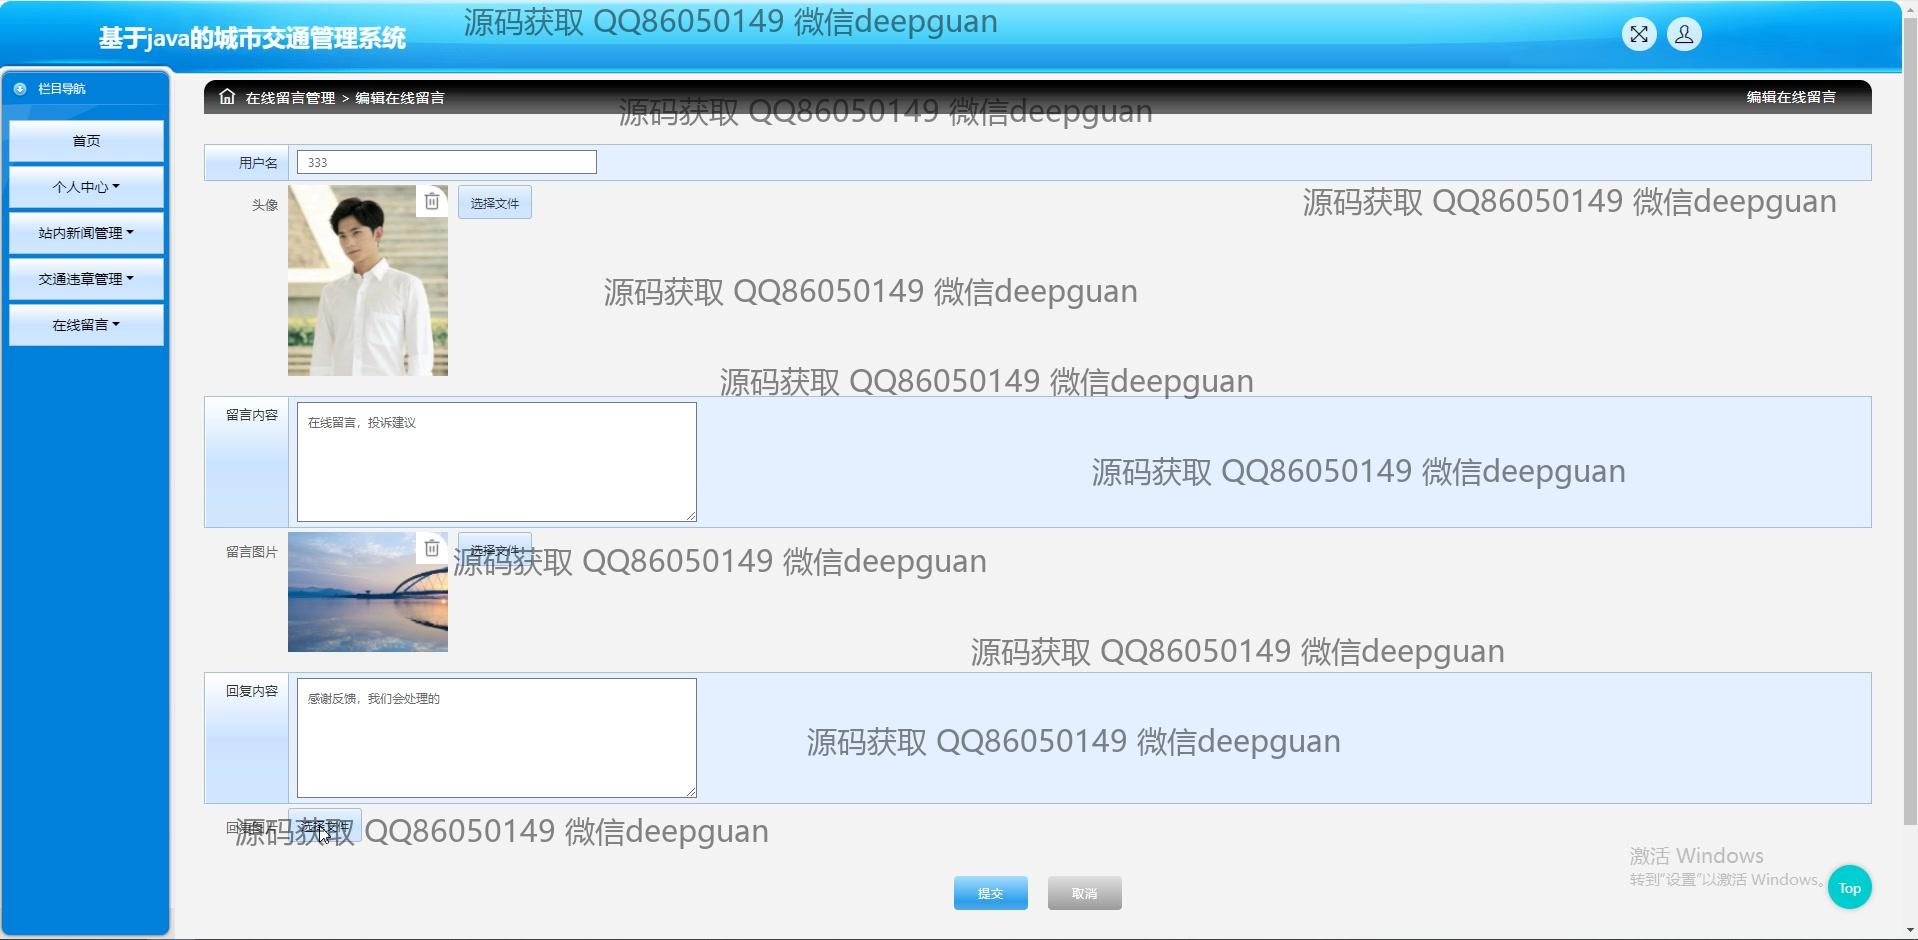 源码获取 QQ86050149 微信deepguan
基于java的城市交通管理系统
栏目导航
在线留言管理 > 编辑在线留言
编辑在线留言
源码获取 QQ86050149 微信deepguan
首页
用户名
333
个人中心
头像
选择文件
源码获取 QQ86050149 微信deepguan
站内新闻管理
交通违章管理
源码获取 QQ86050149 微信deepguan
在线留言
源码获取 QQ86050149 微信deepguan
留言内容
在线留言，投诉建议
源码获取 QQ86050149 微信deepguan
留言图片
选择文件
源码获取 QQ86050149 微信deepguan
源码获取 QQ86050149 微信deepguan
回复内容
感谢反馈，我们会处理的
源码获取 QQ86050149 微信deepguan
回复图片
选择文件
源码获取 QQ86050149 微信deepguan
激活 Windows
转到"设置"以激活 Windows。
Top
提交
取消